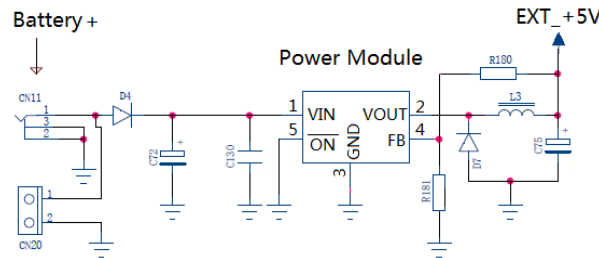 Battery +
EXT_+5V
Power Module
R180
CN11
D4
L3
1
3
2
1 VIN
VOUT 2
5 ON
FB 4
GND
3
C72
+
C130
D7
C75
+
R181
1
2
CN20